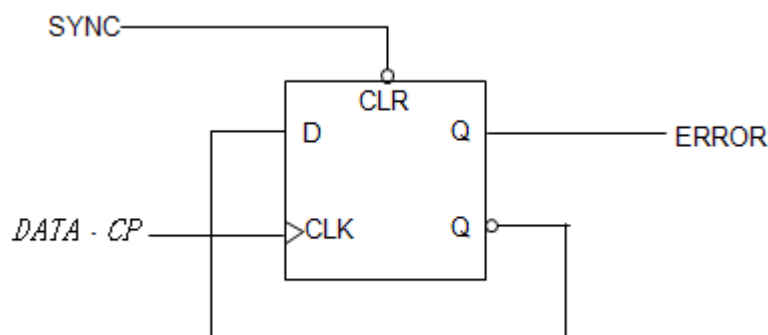 SYNC
CLR
D
Q
ERROR
DATA - CP
CLK
Q